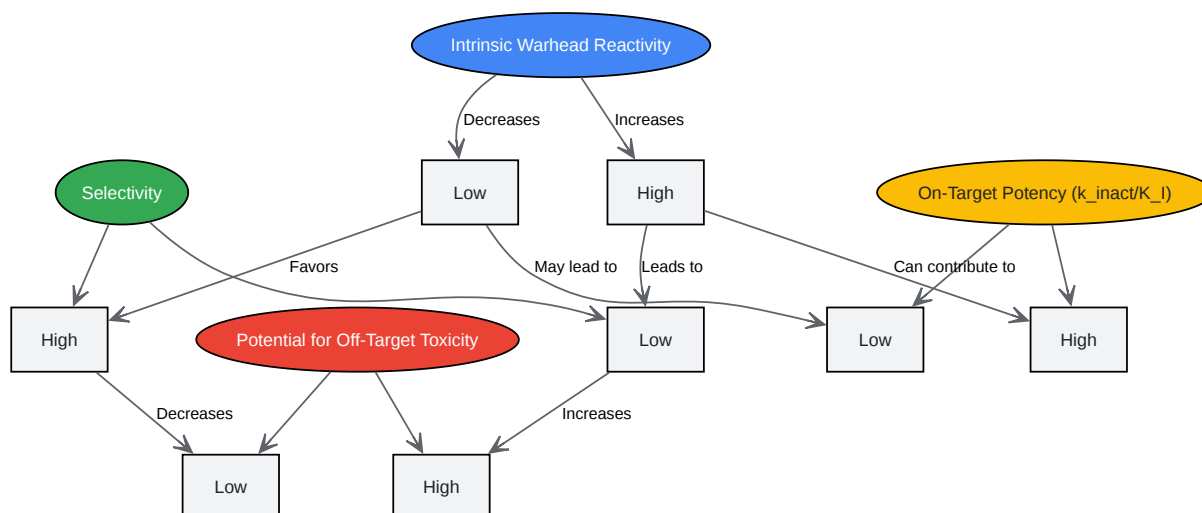 Intrinsic Warhead Reactivity
Decreases
Increases
Selectivity
Low
High
On-Target Potency (k_inact/K_I)
Favors
May lead to
Leads to
Can contribute to
High
Potential for Off-Target Toxicity
Low
Low
High
Decreases
Increases
Low
High